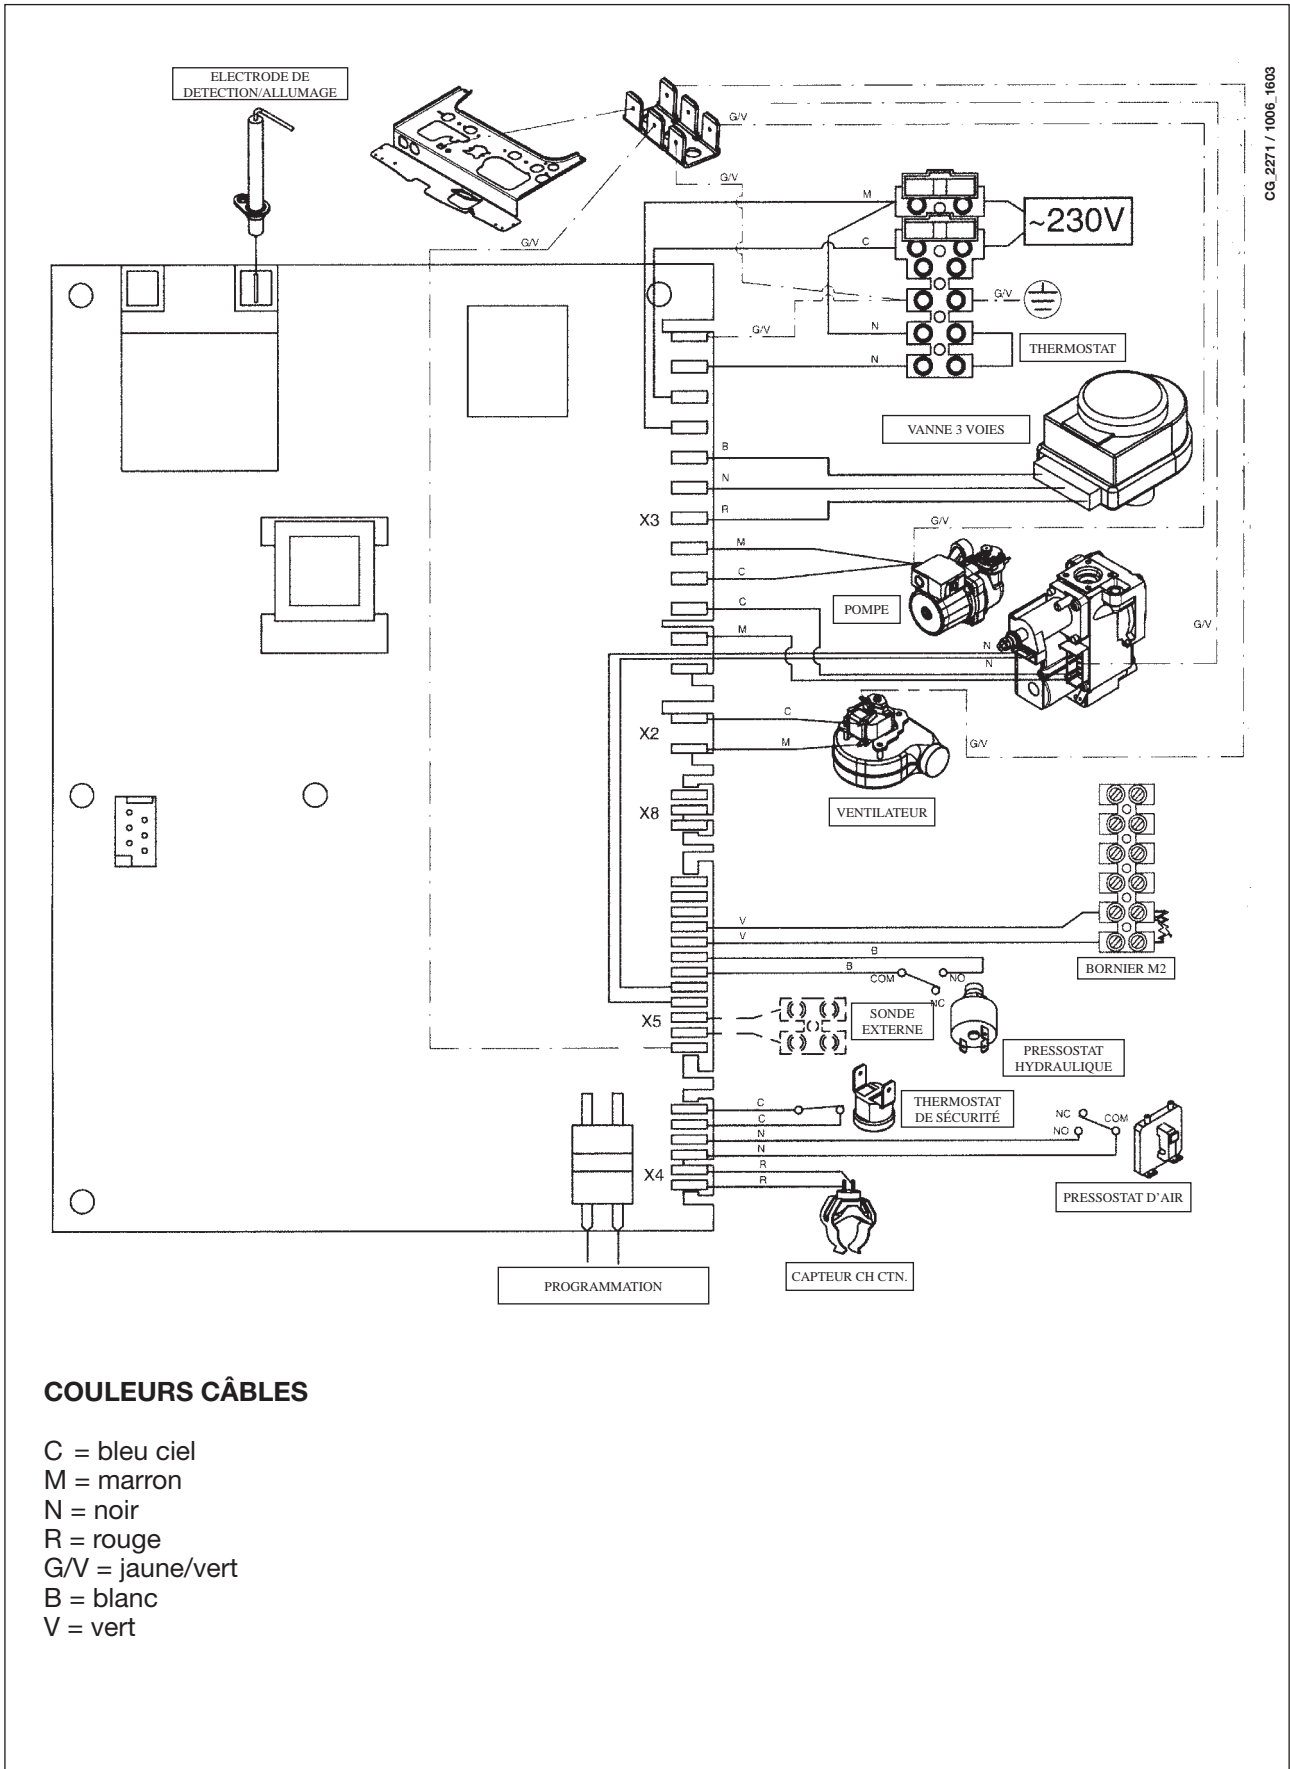 ELECTRODE DE
DETECTION/ALLUMAGE
CG_2271 / 1006_1603
G/V
G/V
G/V
M
~230V
C
G/V
G/V
N
THERMOSTAT
N
VANNE 3 VOIES
B
N
R
X3
G/V
M
C
POMPE
C
M
G/V
N
N
C
X2
M
G/V
X8
VENTILATEUR
V
V
B
B
COM
NO
NC
BORNIER M2
X5
SONDE
EXTERNE
PRESSOSTAT
HYDRAULIQUE
C
C
THERMOSTAT
DE SÉCURITÉ
NC
COM
NO
N
N
R
X4
R
PRESSOSTAT D'AIR
CAPTEUR CH CTN.
PROGRAMMATION
COULEURS CÂBLES
C = bleu ciel
M = marron
N = noir
R = rouge
G/V = jaune/vert
B = blanc
V = vert